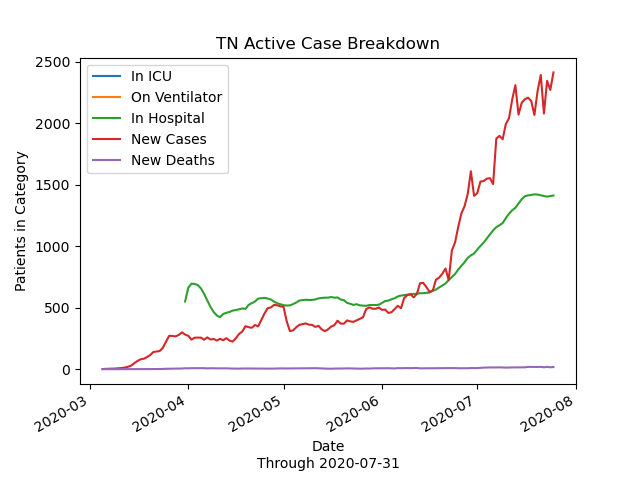 TN Active Case Breakdown
In ICU
On Ventilator
In Hospital
New Cases
New Deaths
Patients in Category
2500
2000
1500
1000
500
0
2020-03
2020-04
2020-05
2020-06
2020-07
2020-08
Date
Through 2020-07-31